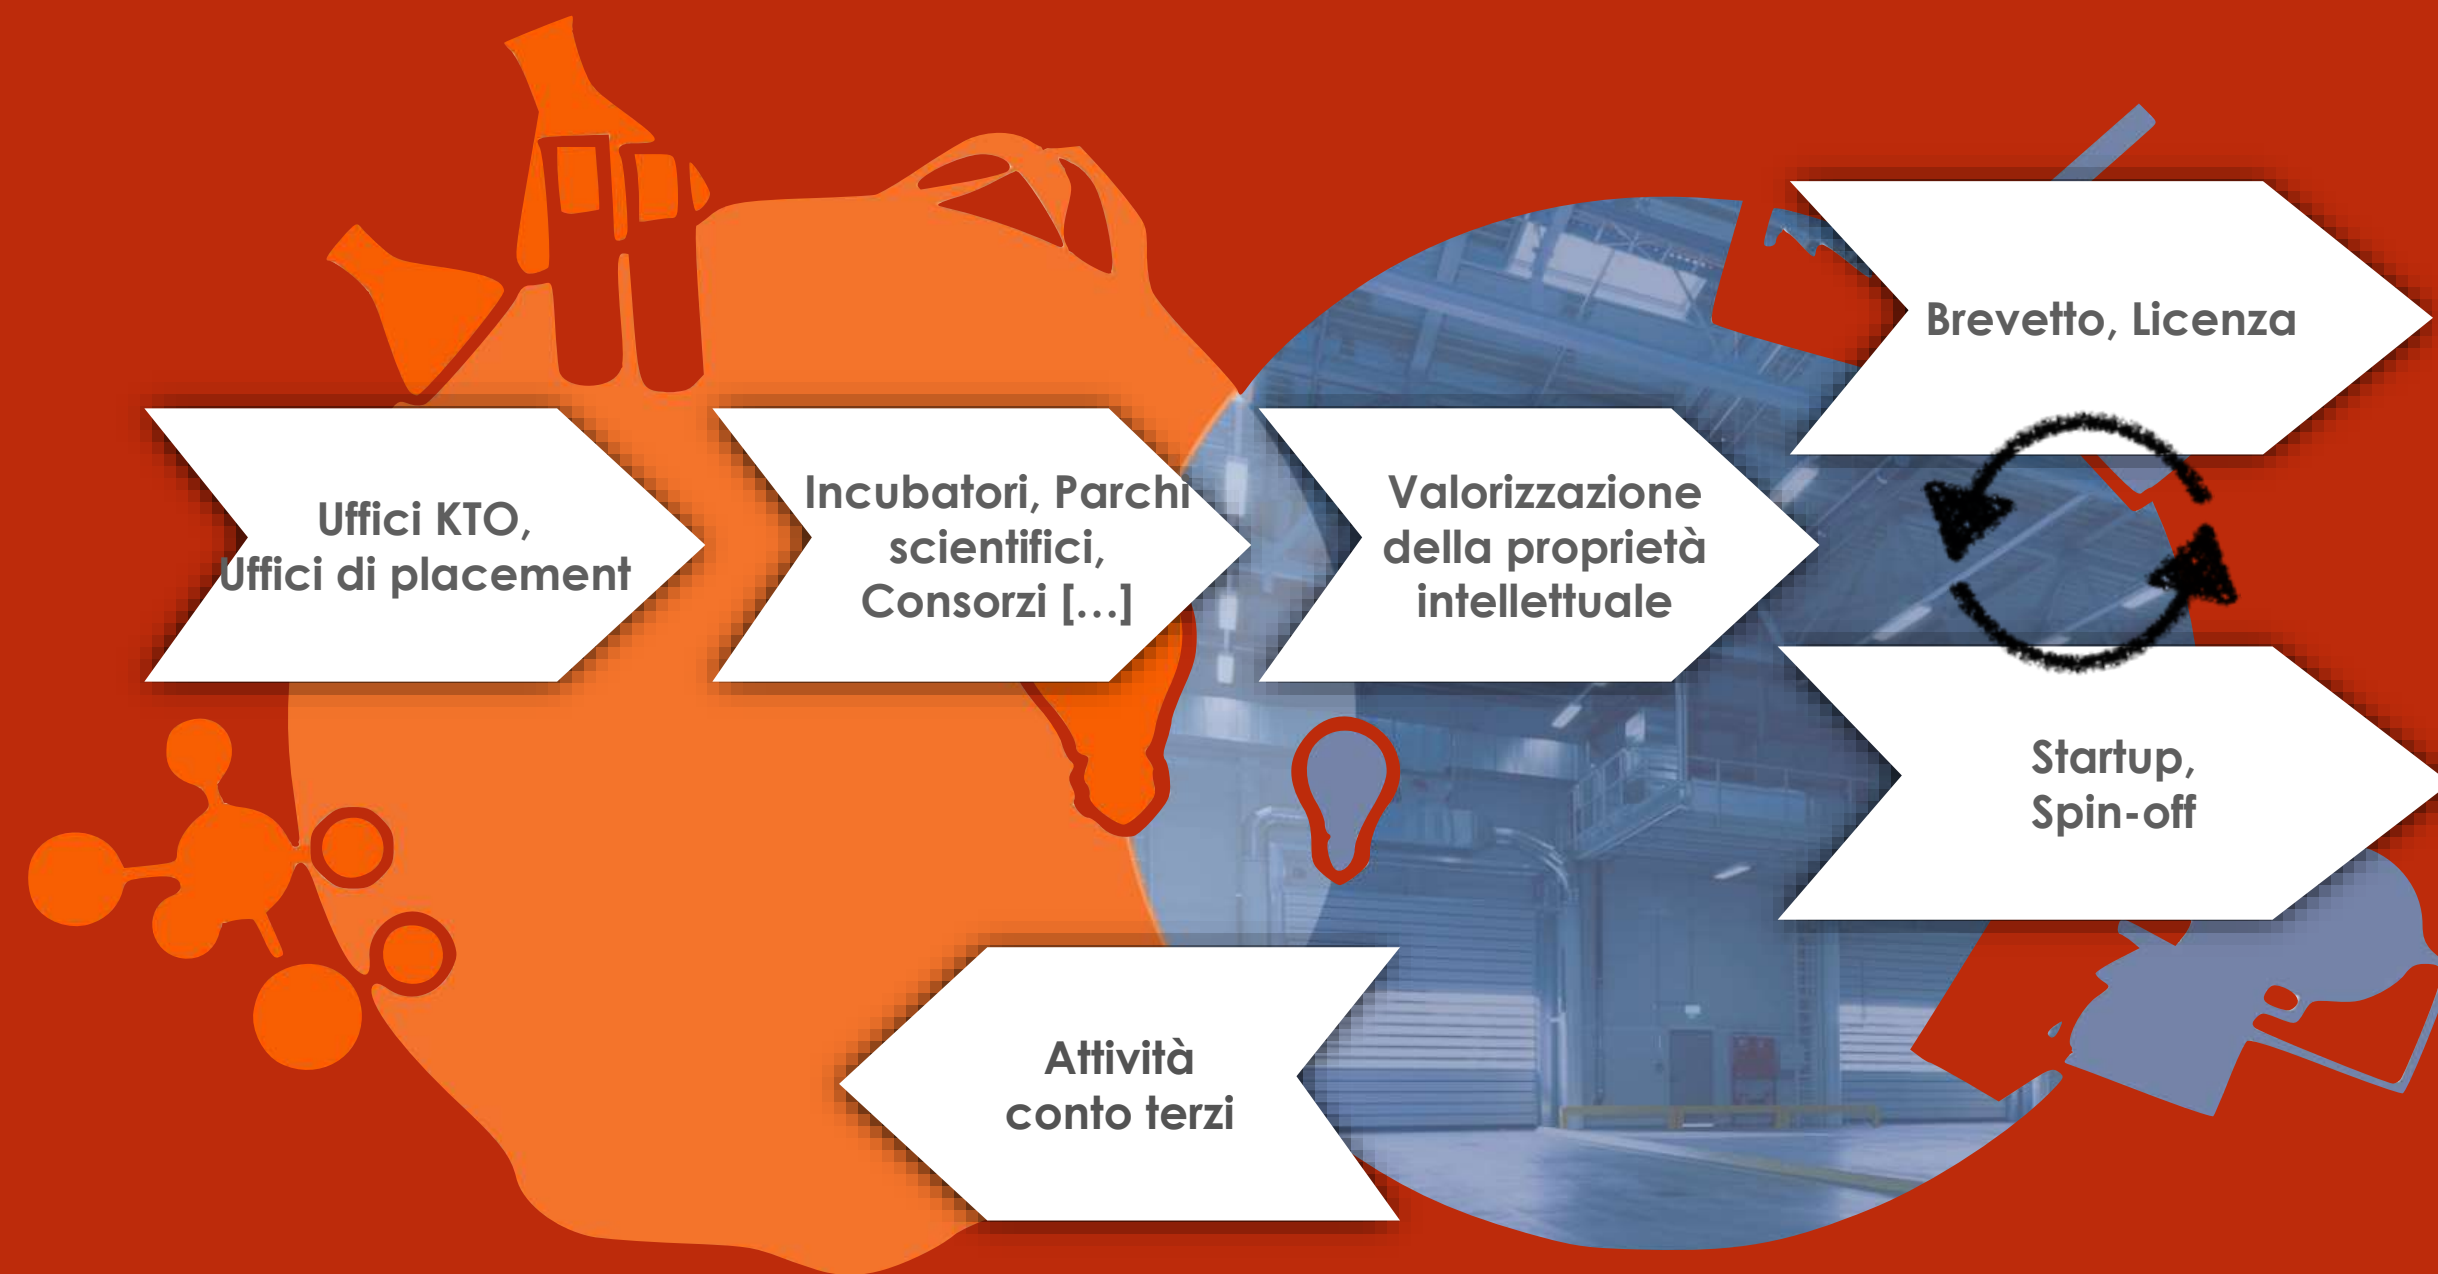 Uffici KTO,
Uffici di placement
Incubatori, Parchi
scientifici,
Consorzi [...]
Valorizzazione
della proprietà
intellettuale
Brevetto, Licenza
Startup,
Spin-off
Attività
conto terzi